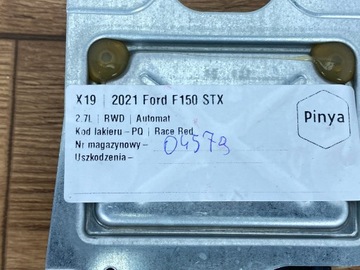 X19 | 2021 Ford F150 STX
2.7L | RWD | Automat
Kod lakieru – PQ | Race Red
Nr magazynowy – 04579
Uszkodzenia –
Pinya